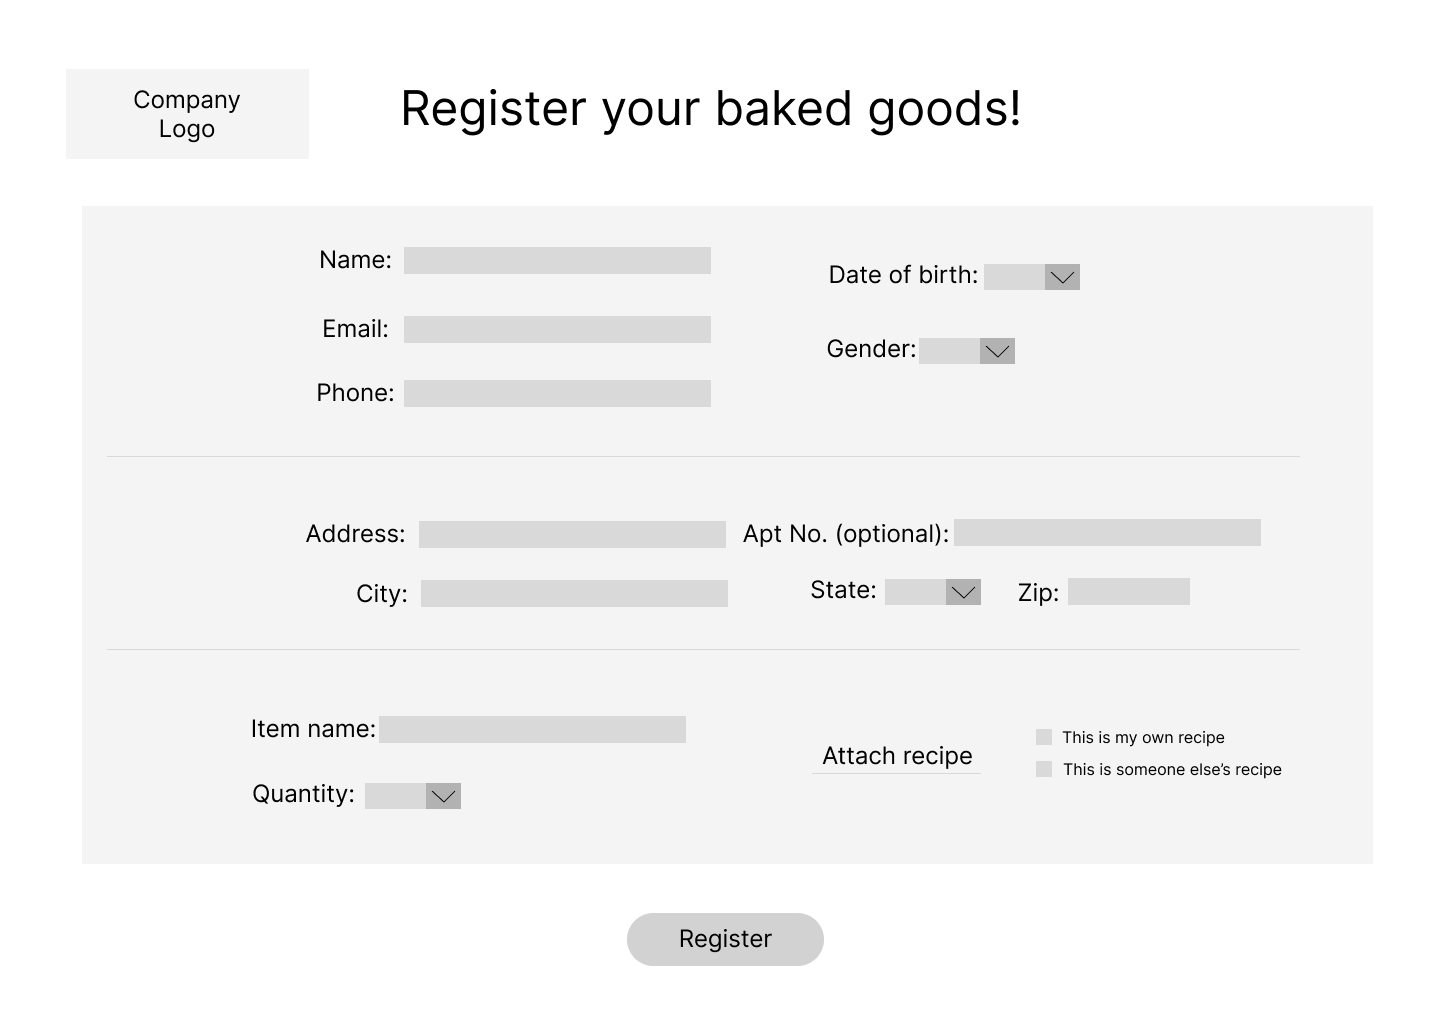 Company
Logo
Register your baked goods!
Name:
Date of birth:
Email:
Gender:
Phone:
Address:
Apt No. (optional):
City:
State:
Zip:
Item name:
Quantity:
Attach recipe
This is my own recipe
This is someone else’s recipe
Register